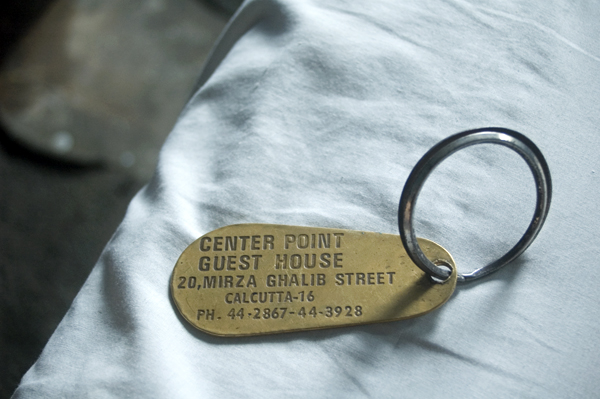 CENTER POINT
GUEST HOUSE
20,MIRZA GHALIB STREET
CALCUTTA-16
PH. 44-2867-44-3928